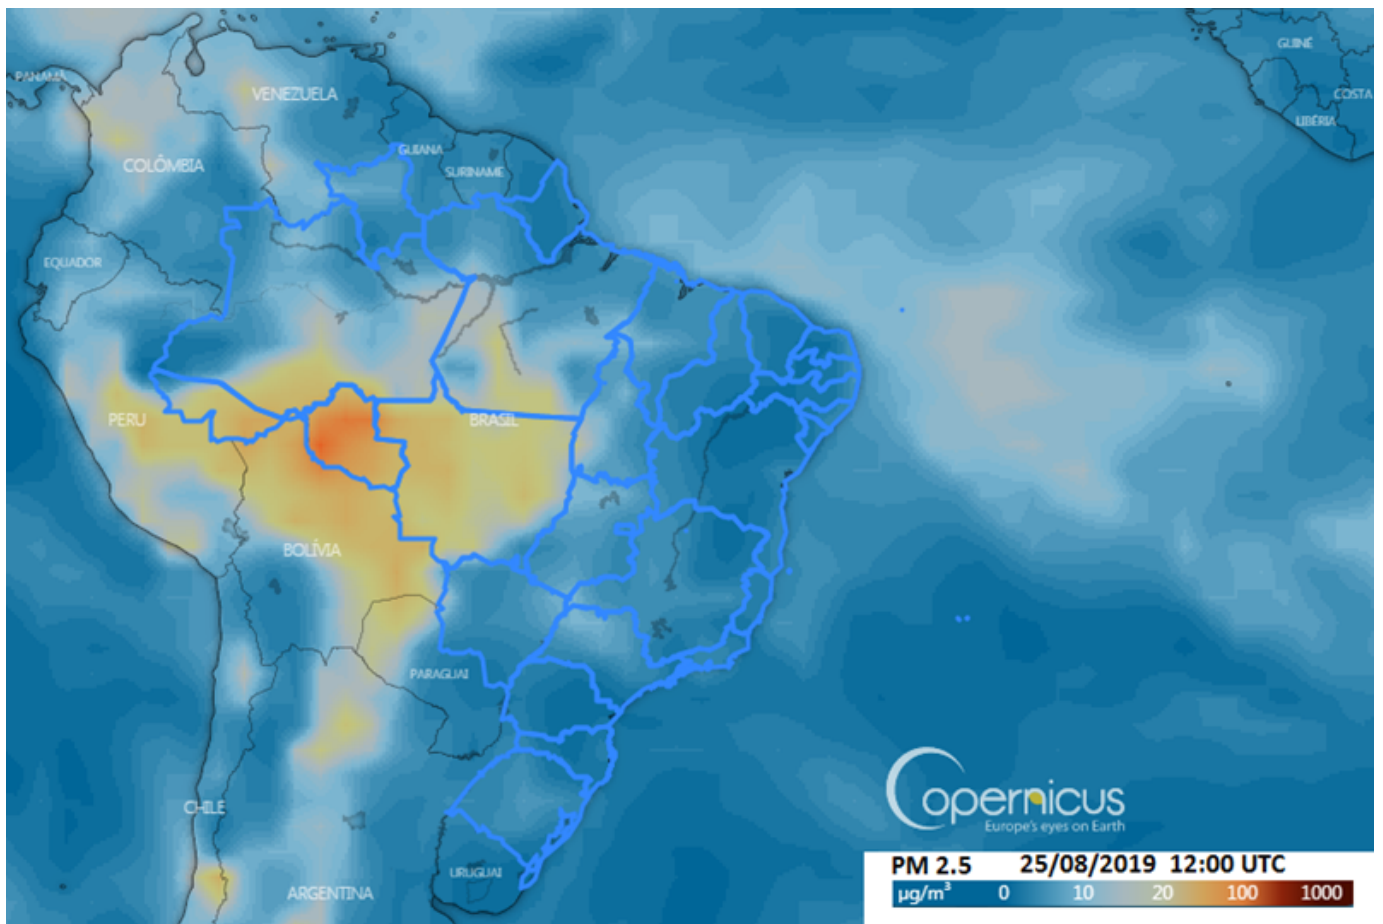 PANAMÁ
VENEZUELA
COLÔMBIA
GUIANA
SURINAME
EQUADOR
PERU
BRASIL
BOLÍVIA
PARAGUAI
CHILE
ARGENTINA
URUGUAI
GUINÉ
COSTA
LIBÉRIA
Copernicus
Europe's eyes on Earth
PM 2.5 25/08/2019 12:00 UTC
µg/m³ 0 10 20 100 1000